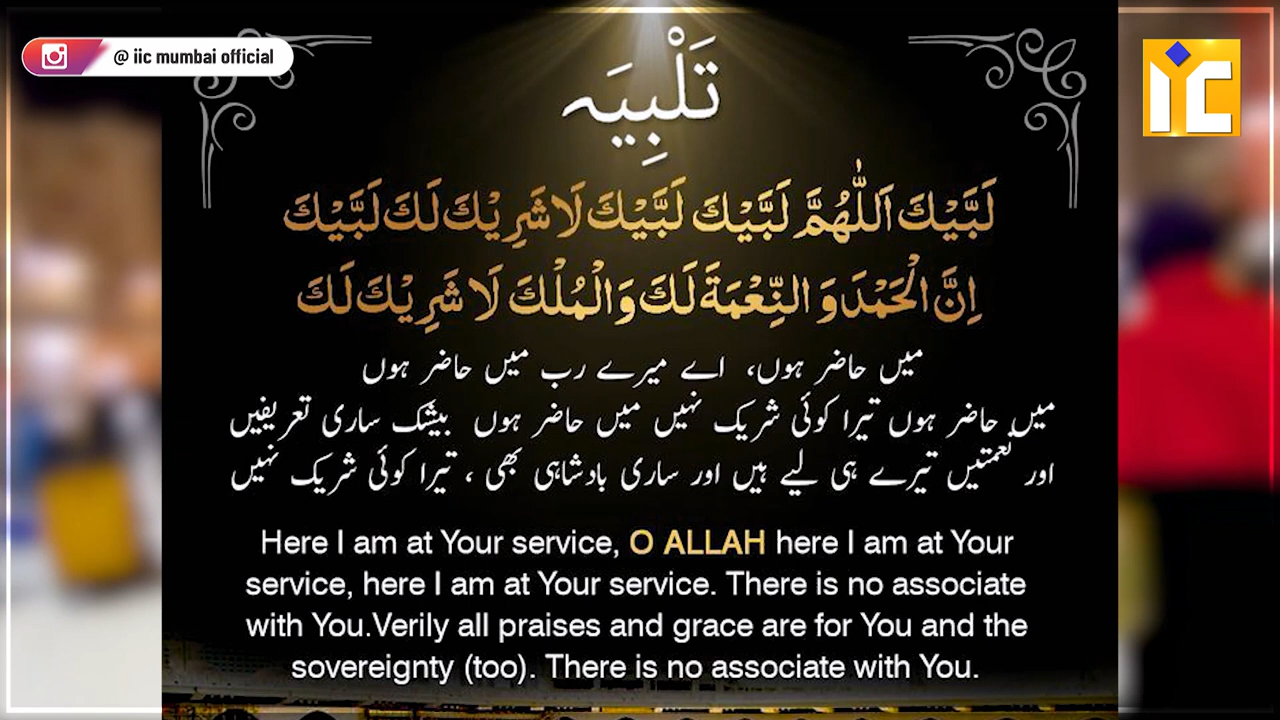 @ iic mumbai official
iYC
تَلْبِیَہ
لَبَّيْكَ اَللّٰهُمَّ لَبَّيْكَ لَبَّيْكَ لَا شَرِيْكَ لَكَ لَبَّيْكَ
اِنَّ الْحَمْدَ وَ النِّعْمَةَ لَكَ وَالْمُلْكَ لَا شَرِيْكَ لَكَ
میں حاضر ہوں، اے میرے رب میں حاضر ہوں
میں حاضر ہوں تیرا کوئی شریک نہیں میں حاضر ہوں بیشک ساری تعریفیں
اور نعمتیں تیرے ہی لیے ہیں اور ساری بادشاہی بھی ، تیرا کوئی شریک نہیں
Here I am at Your service, O ALLAH here I am at Your
service, here I am at Your service. There is no associate
with You.Verily all praises and grace are for You and the
sovereignty (too). There is no associate with You.